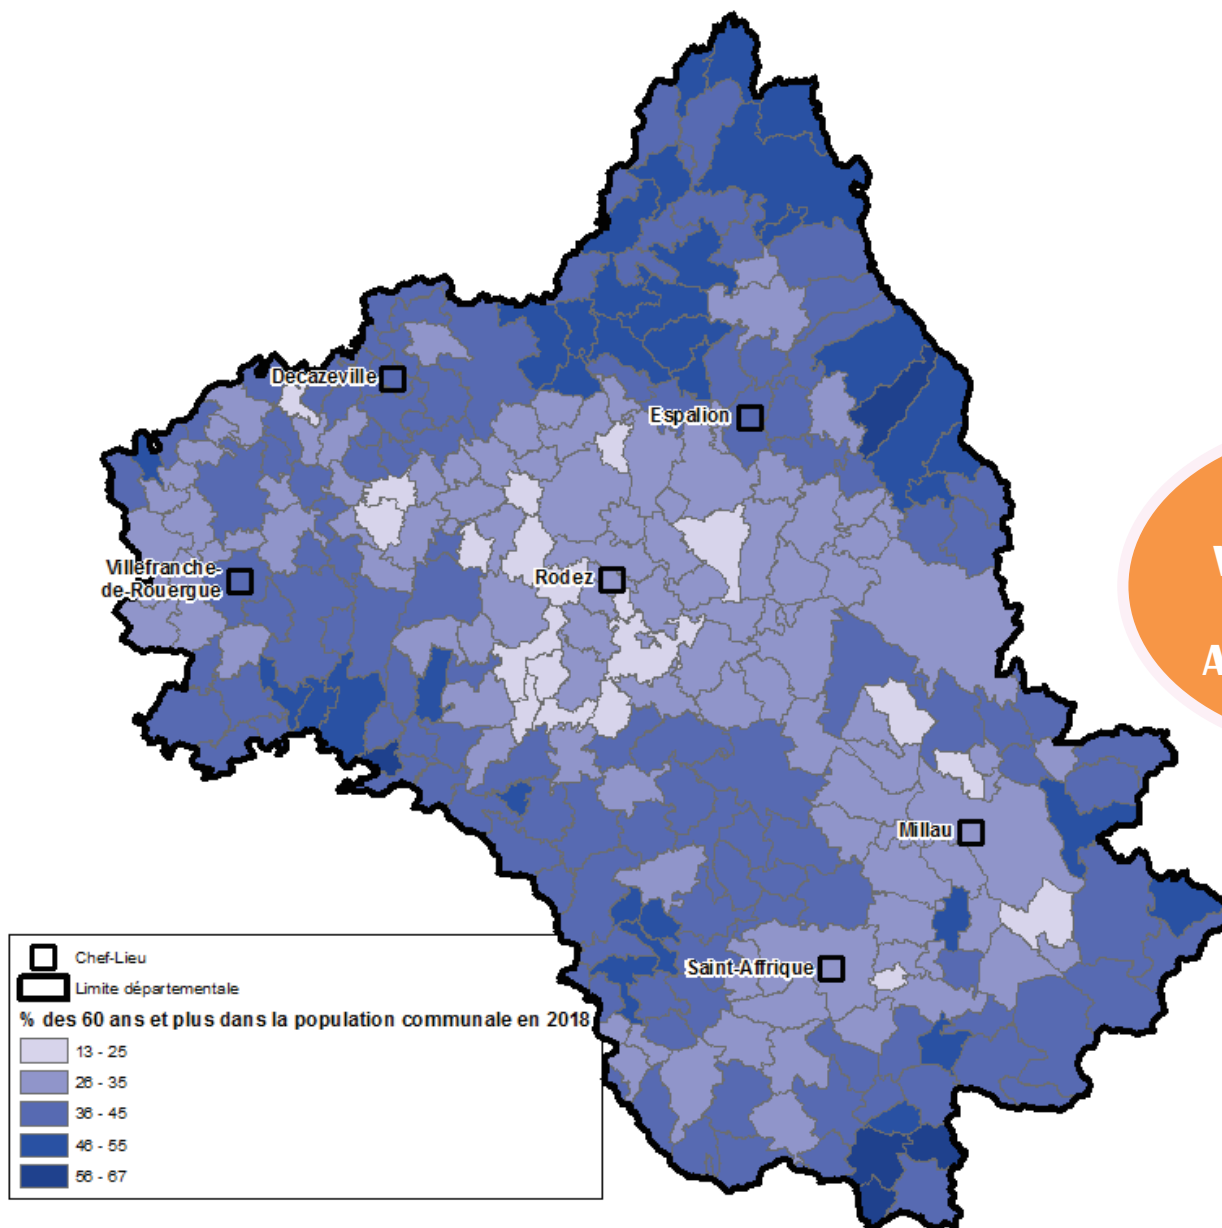 Decazeville
Espalion
Villefranche-
de-Rouergue
Rodez
Millau
Saint-Affrique
Chef-Lieu
Limite départementale
% des 60 ans et plus dans la population communale en 2018
13 - 25
26 - 35
36 - 45
46 - 55
56 - 67